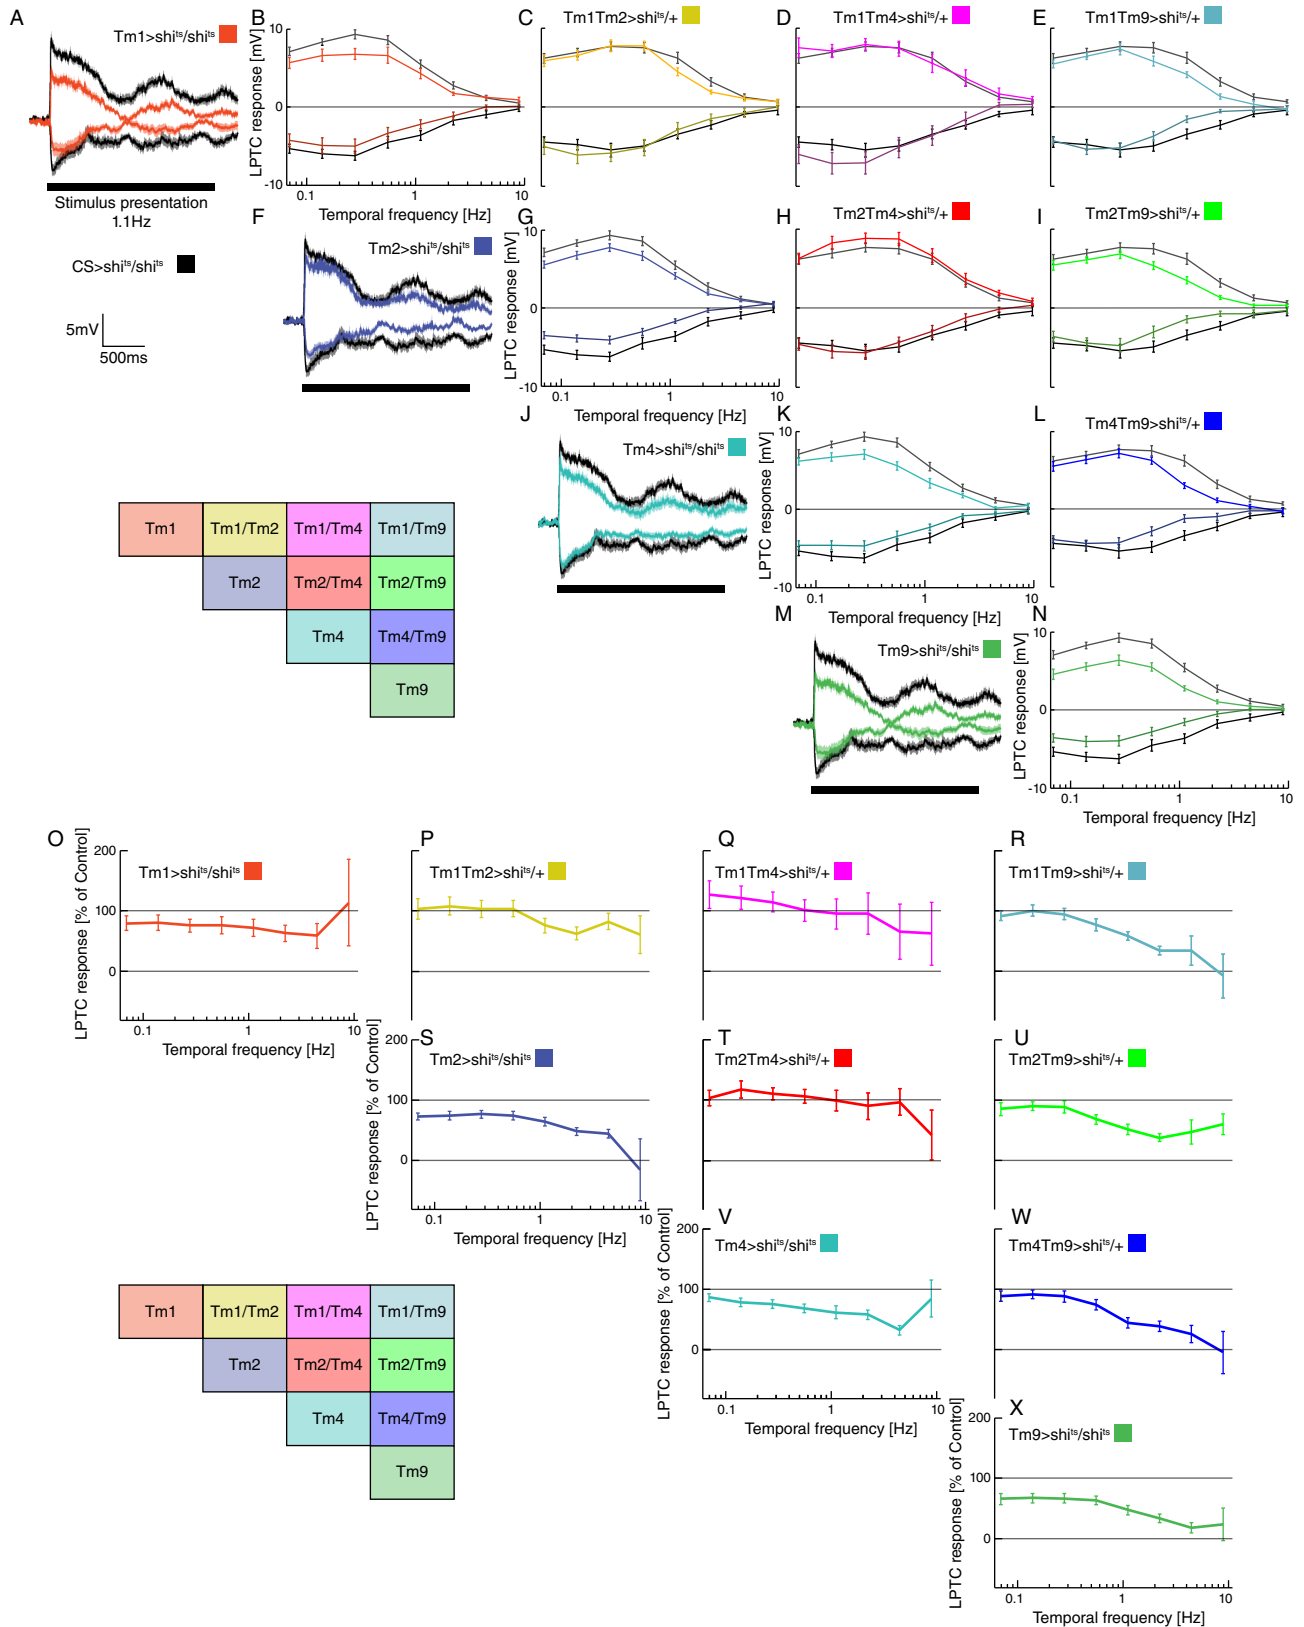 A
Tm1>shiᵗˢ/shiᵗˢ
Stimulus presentation
1.1Hz
CS>shiᵗˢ/shiᵗˢ
5mV
500ms
B
LPTC response [mV]
10
0
-10
0.1
1
10
Temporal frequency [Hz]
C
Tm1Tm2>shiᵗˢ/+
D
Tm1Tm4>shiᵗˢ/+
E
Tm1Tm9>shiᵗˢ/+
F
Tm2>shiᵗˢ/shiᵗˢ
G
LPTC response [mV]
10
0
-10
0.1
1
10
Temporal frequency [Hz]
H
Tm2Tm4>shiᵗˢ/+
I
Tm2Tm9>shiᵗˢ/+
J
Tm4>shiᵗˢ/shiᵗˢ
K
LPTC response [mV]
10
0
-10
0.1
1
10
Temporal frequency [Hz]
L
Tm4Tm9>shiᵗˢ/+
M
Tm9>shiᵗˢ/shiᵗˢ
N
LPTC response [mV]
10
0
-10
0.1
1
10
Temporal frequency [Hz]
Tm1
Tm1/Tm2
Tm1/Tm4
Tm1/Tm9
Tm2
Tm2/Tm4
Tm2/Tm9
Tm4
Tm4/Tm9
Tm9
O
LPTC response [% of Control]
200
100
0
Tm1>shiᵗˢ/shiᵗˢ
0.1
1
10
Temporal frequency [Hz]
P
Tm1Tm2>shiᵗˢ/+
Q
Tm1Tm4>shiᵗˢ/+
R
Tm1Tm9>shiᵗˢ/+
S
LPTC response [% of Control]
200
100
0
Tm2>shiᵗˢ/shiᵗˢ
0.1
1
10
Temporal frequency [Hz]
T
Tm2Tm4>shiᵗˢ/+
U
Tm2Tm9>shiᵗˢ/+
V
LPTC response [% of Control]
200
100
0
Tm4>shiᵗˢ/shiᵗˢ
0.1
1
10
Temporal frequency [Hz]
W
Tm4Tm9>shiᵗˢ/+
X
LPTC response [% of Control]
200
100
0
Tm9>shiᵗˢ/shiᵗˢ
0.1
1
10
Temporal frequency [Hz]
Tm1
Tm1/Tm2
Tm1/Tm4
Tm1/Tm9
Tm2
Tm2/Tm4
Tm2/Tm9
Tm4
Tm4/Tm9
Tm9